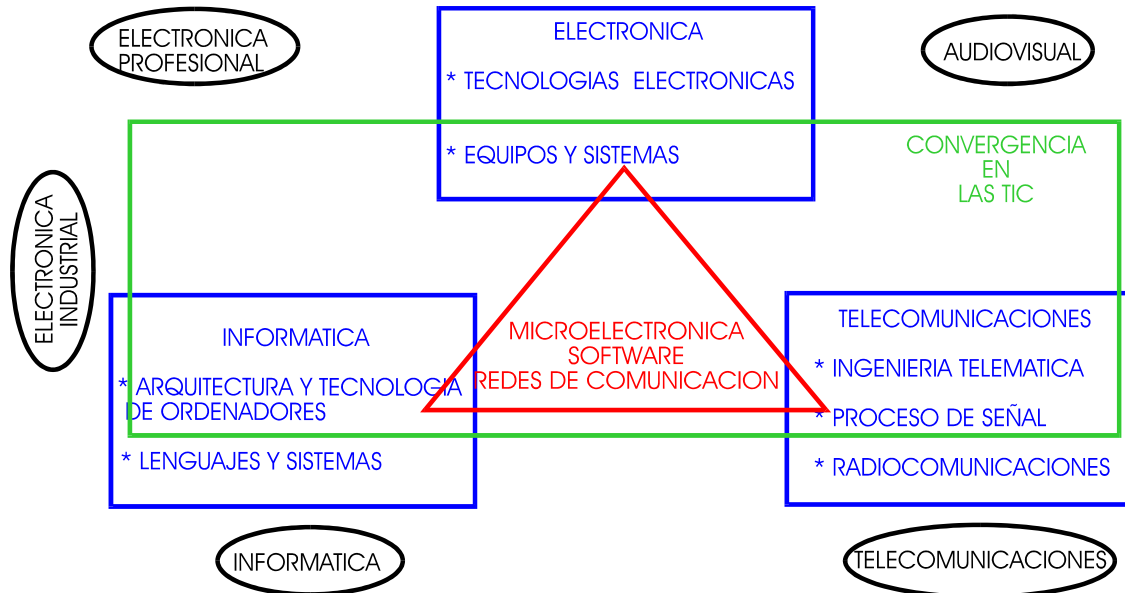 ELECTRONICA
PROFESIONAL
ELECTRÓNICA
* TECNOLOGIAS ELECTRONICAS
* EQUIPOS Y SISTEMAS
AUDIOVISUAL
CONVERGENCIA
EN
LAS TIC
ELECTRONICA
INDUSTRIAL
INFORMATICA
* ARQUITECTURA Y TECNOLOGIA
DE ORDENADORES
* LENGUAJES Y SISTEMAS
MICROELECTRONICA
SOFTWARE
REDES DE COMUNICACION
TELECOMUNICACIONES
* INGENIERIA TELEMATICA
* PROCESO DE SEÑAL
* RADIOCOMUNICACIONES
INFORMATICA
TELECOMUNICACIONES